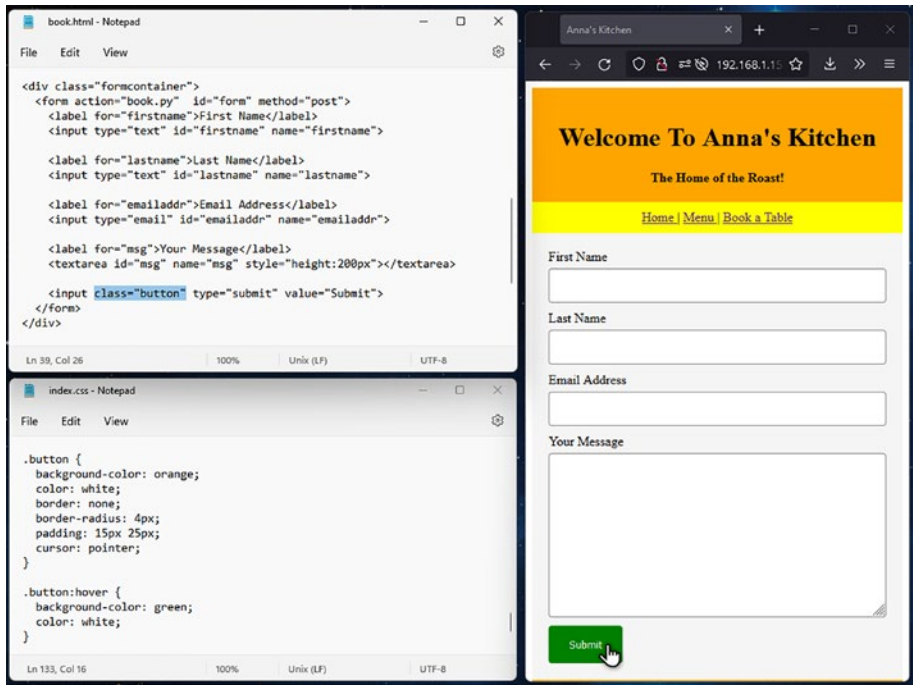 book.html - Notepad
File Edit View
<div class="formcontainer">
<form action="book.py"  id="form" method="post">
<label for="firstname">First Name</label>
<input type="text" id="firstname" name="firstname">
<label for="lastname">Last Name</label>
<input type="text" id="lastname" name="lastname">
<label for="emailaddr">Email Address</label>
<input type="email" id="emailaddr" name="emailaddr">
<label for="msg">Your Message</label>
<textarea id="msg" name="msg" style="height:200px"></textarea>
<input class="button" type="submit" value="Submit">
</form>
</div>
Ln 39, Col 26 100% Unix (LF) UTF-8
index.css - Notepad
File Edit View
.button {
background-color: orange;
color: white;
border: none;
border-radius: 4px;
padding: 15px 25px;
cursor: pointer;
}
.button:hover {
background-color: green;
color: white;
}
Ln 133, Col 16 100% Unix (LF) UTF-8
Anna's Kitchen
192.168.1.15
Welcome To Anna's Kitchen
The Home of the Roast!
Home | Menu | Book a Table
First Name
Last Name
Email Address
Your Message
Submit